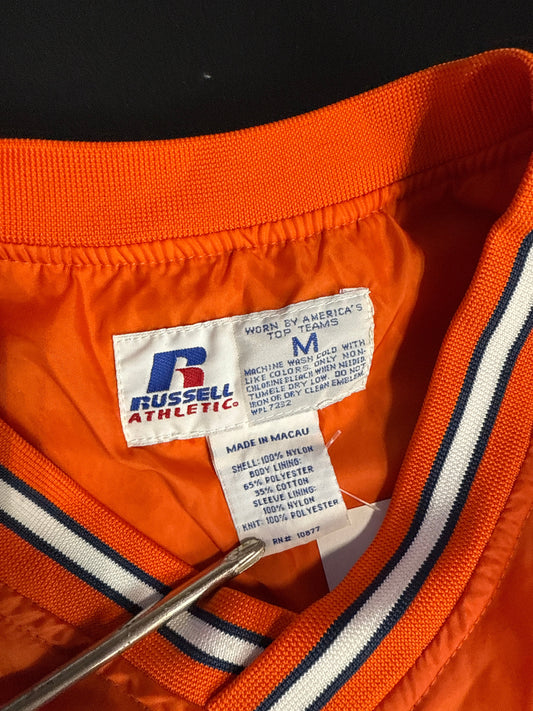 RUSSELL
ATHLETIC
WORN BY AMERICA'S
TOP TEAMS
M
MACHINE WASH COLD WITH
LIKE COLORS. ONLY NON-
CHLORINE BLEACH WHEN NEEDED.
TUMBLE DRY LOW. DO NOT
IRON OR DRY CLEAN EMBLEM.
WPL 7232
MADE IN MACAU
SHELL: 100% NYLON
BODY LINING:
65% POLYESTER
35% COTTON
SLEEVE LINING:
100% NYLON
KNIT: 100% POLYESTER
RN# 10877